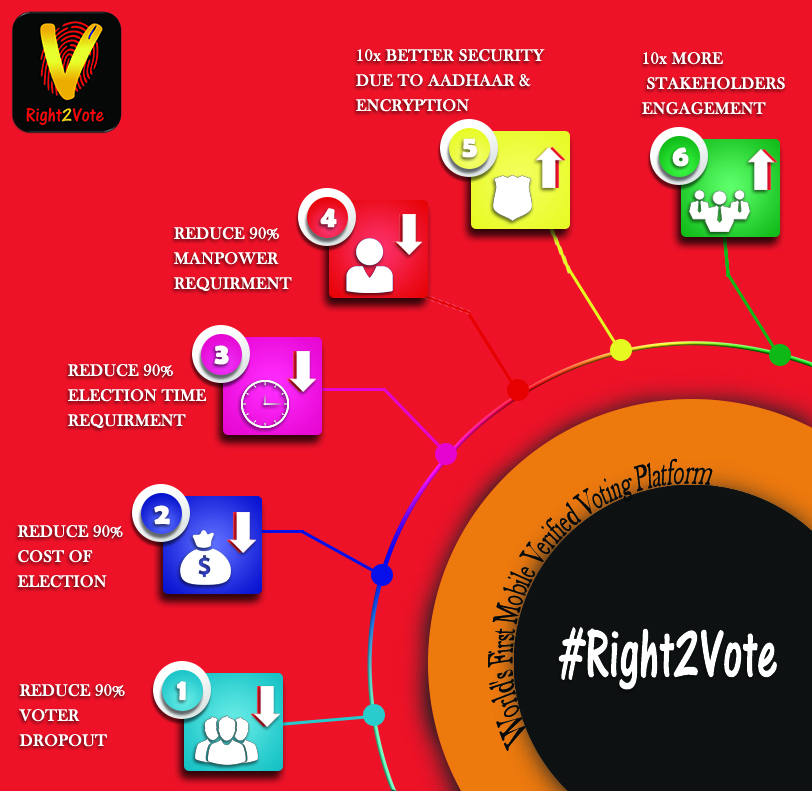 Right2Vote
10x BETTER SECURITY
DUE TO AADHAAR &
ENCRYPTION
5
10x MORE
STAKEHOLDERS
ENGAGEMENT
6
4
REDUCE 90%
MANPOWER
REQUIRMENT
3
REDUCE 90%
ELECTION TIME
REQUIRMENT
2
REDUCE 90%
COST OF
ELECTION
$
1
REDUCE 90%
VOTER
DROPOUT
World's First Mobile Verified Voting Platform
#Right2Vote